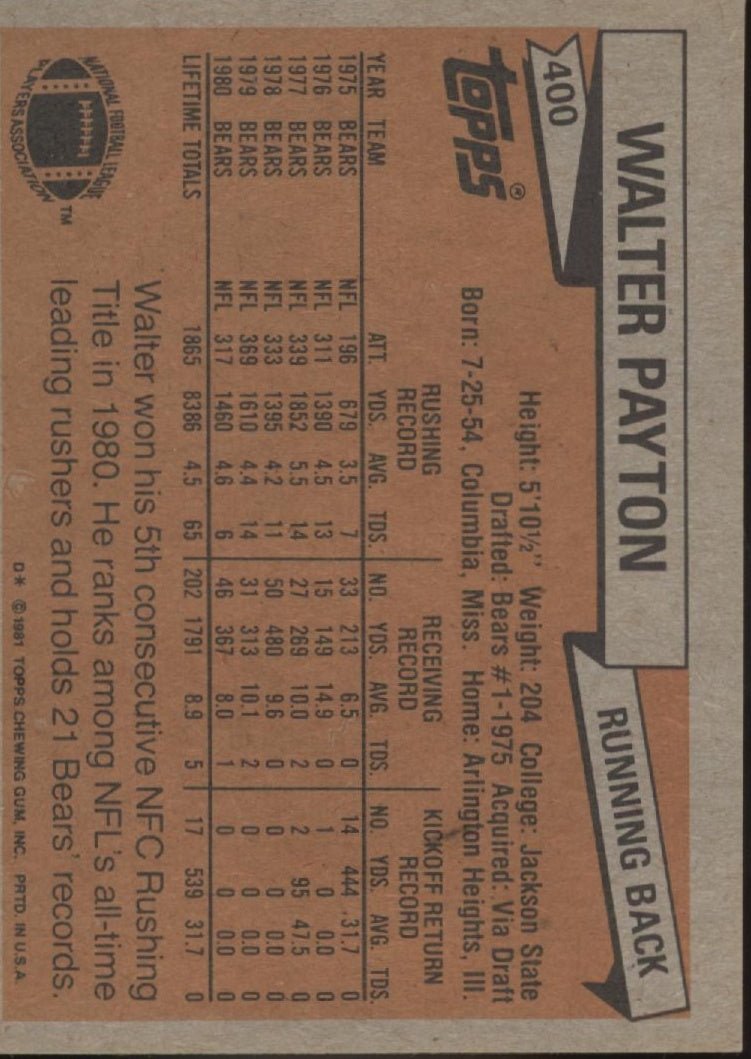 400
WALTER PAYTON
RUNNING BACK
topps®
Height: 5'10½" Weight: 204 College: Jackson State
Drafted: Bears #1-1975 Acquired: Via Draft
Born: 7-25-54, Columbia, Miss. Home: Arlington Heights, Ill.
RUSHING RECORD RECEIVING RECORD KICKOFF RETURN RECORD
YEAR TEAM ATT. YDS. AVG. TDS. NO. YDS. AVG. TDS. NO. YDS. AVG. TDS.
1975 BEARS NFL 196 679 3.5 7 33 213 6.5 0 14 444 31.7 0
1976 BEARS NFL 311 1390 4.5 13 15 149 14.9 0 1 0 0.0 0
1977 BEARS NFL 339 1852 5.5 14 27 269 10.0 2 2 95 47.5 0
1978 BEARS NFL 333 1395 4.2 11 50 480 9.6 0 0 0 0.0 0
1979 BEARS NFL 369 1610 4.4 14 31 313 10.1 2 0 0 0.0 0
1980 BEARS NFL 317 1460 4.6 6 46 367 8.0 1 0 0 0.0 0
LIFETIME TOTALS 1865 8386 4.5 65 202 1791 8.9 5 17 539 31.7 0
NATIONAL FOOTBALL LEAGUE
PLAYERS ASSOCIATION
TM
Walter won his 5th consecutive NFC Rushing
Title in 1980. He ranks among NFL's all-time
leading rushers and holds 21 Bears' records.
D* © 1981 TOPPS CHEWING GUM, INC. PRTD. IN U.S.A.